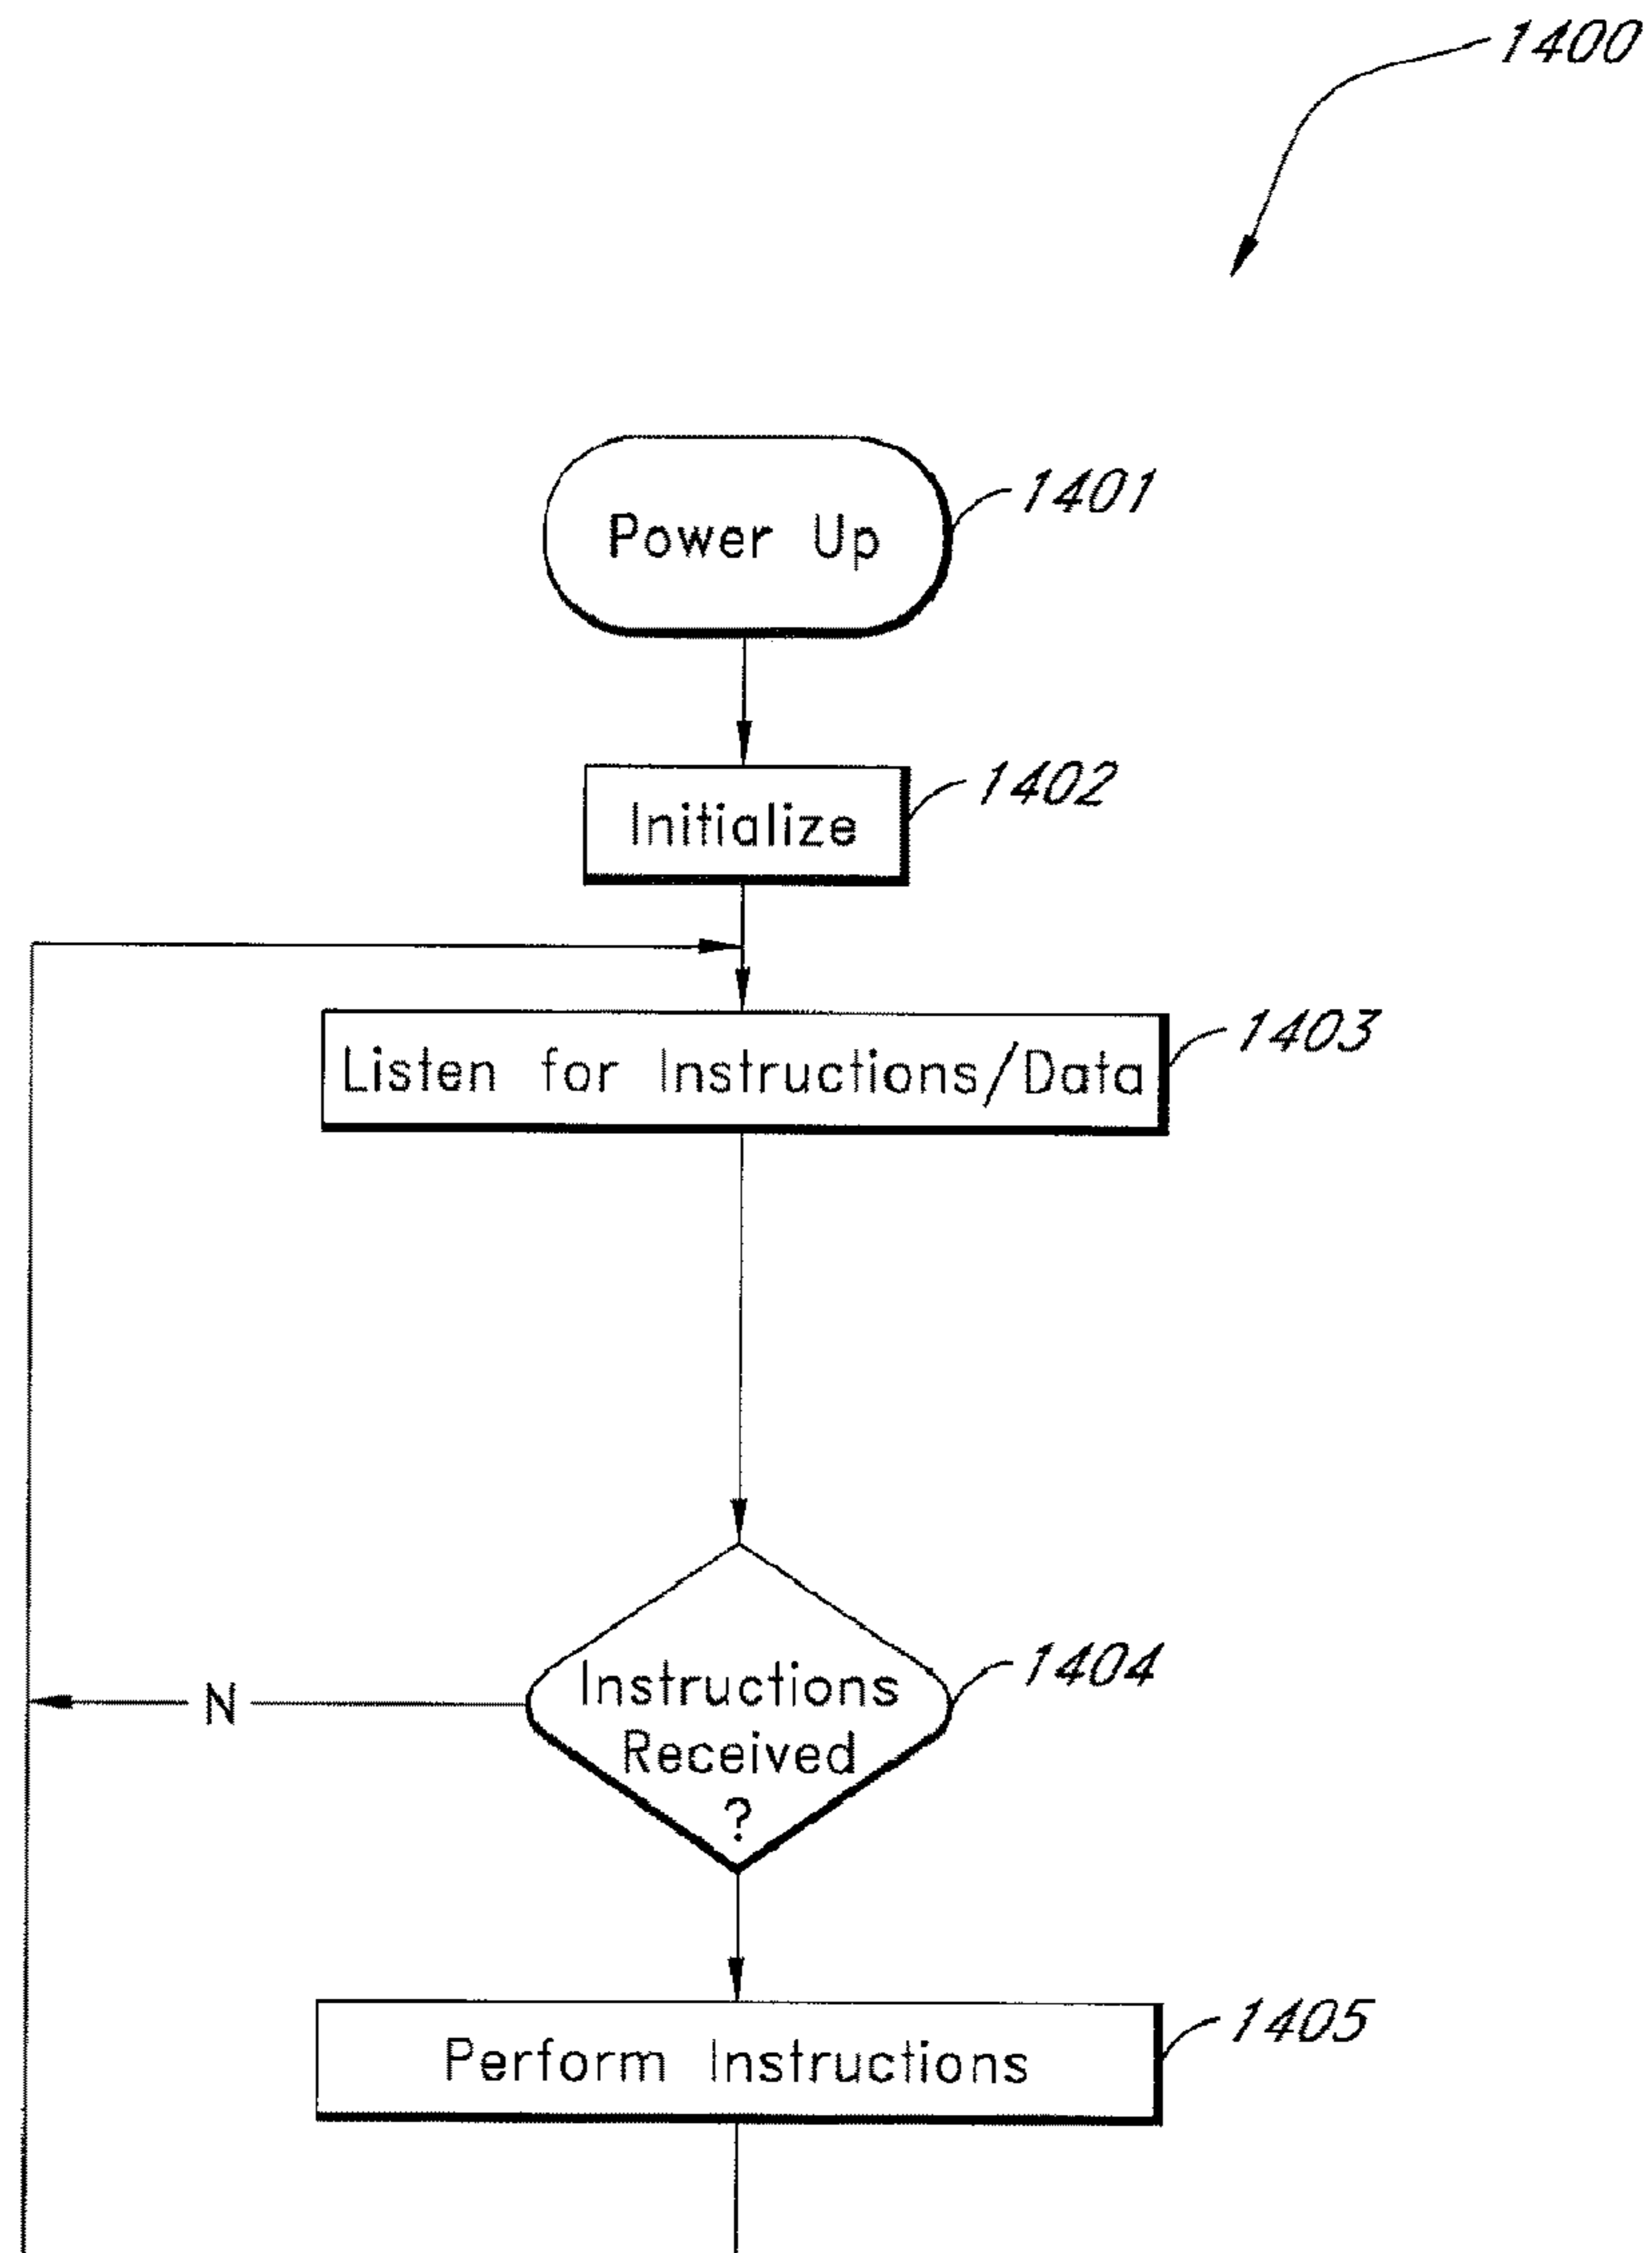 1400
Power Up
1401
Initialize
1402
Listen for Instructions/Data
1403
Instructions
Received
?
1404
N
Perform Instructions
1405